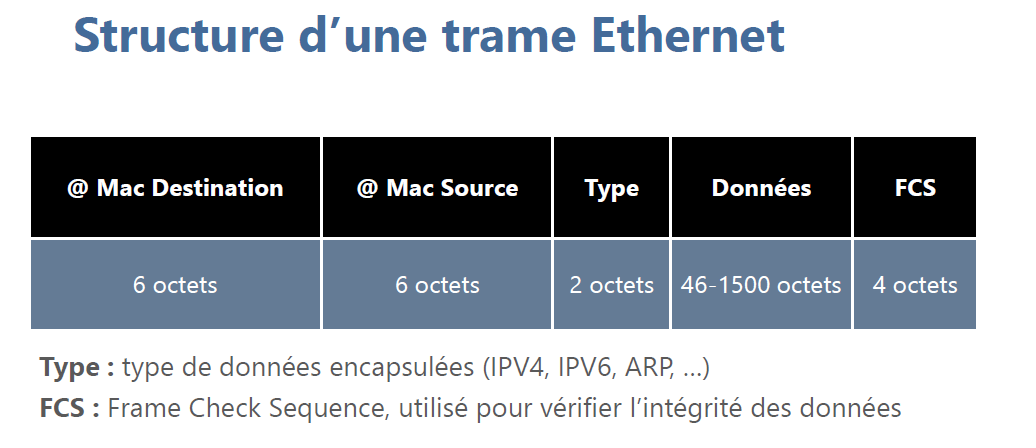 Structure d’une trame Ethernet
@ Mac Destination @ Mac Source Type Données FCS
6 octets 6 octets 2 octets 46-1500 octets 4 octets
Type : type de données encapsulées (IPV4, IPV6, ARP, …)
FCS : Frame Check Sequence, utilisé pour vérifier l’intégrité des données